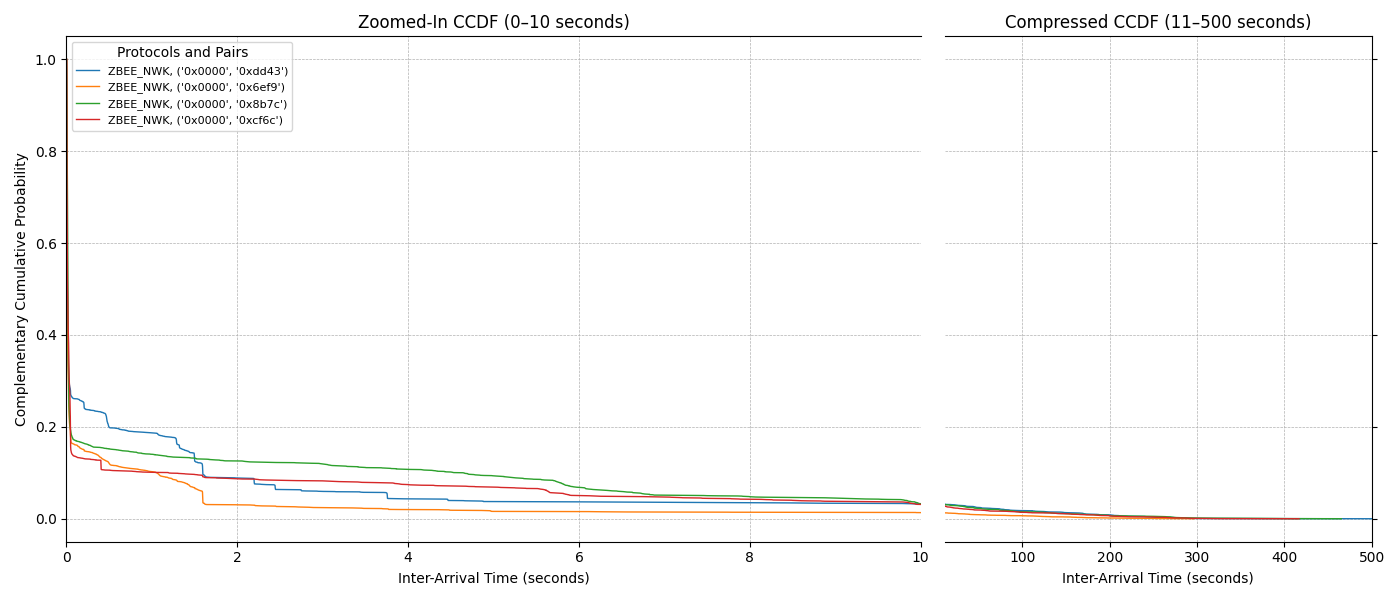 Zoomed-In CCDF (0–10 seconds)
Compressed CCDF (11–500 seconds)
Complementary Cumulative Probability
1.0
0.8
0.6
0.4
0.2
0.0
Protocols and Pairs
ZBEE_NWK, ('0x0000', '0xdd43')
ZBEE_NWK, ('0x0000', '0x6ef9')
ZBEE_NWK, ('0x0000', '0x8b7c')
ZBEE_NWK, ('0x0000', '0xcf6c')
0 2 4 6 8 10
100 200 300 400 500
Inter-Arrival Time (seconds)
Inter-Arrival Time (seconds)